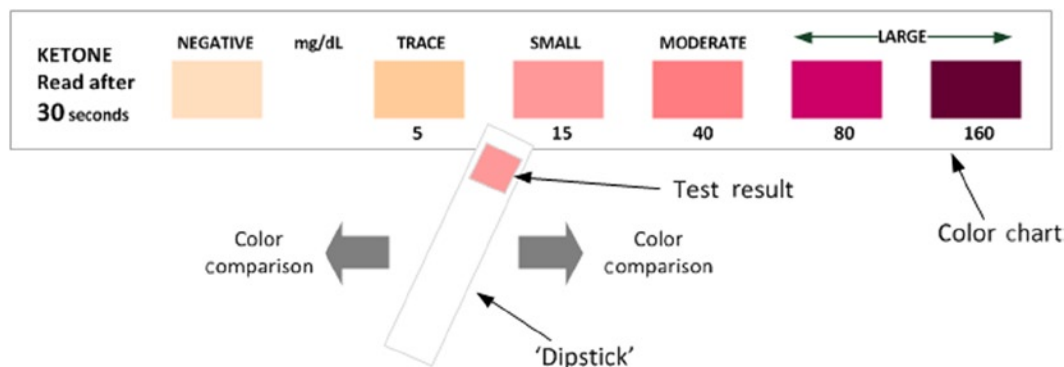 KETONE
Read after
30 seconds
NEGATIVE
mg/dL
TRACE
SMALL
MODERATE
LARGE
5
15
40
80
160
Test result
Color chart
Color
comparison
Color
comparison
'Dipstick'